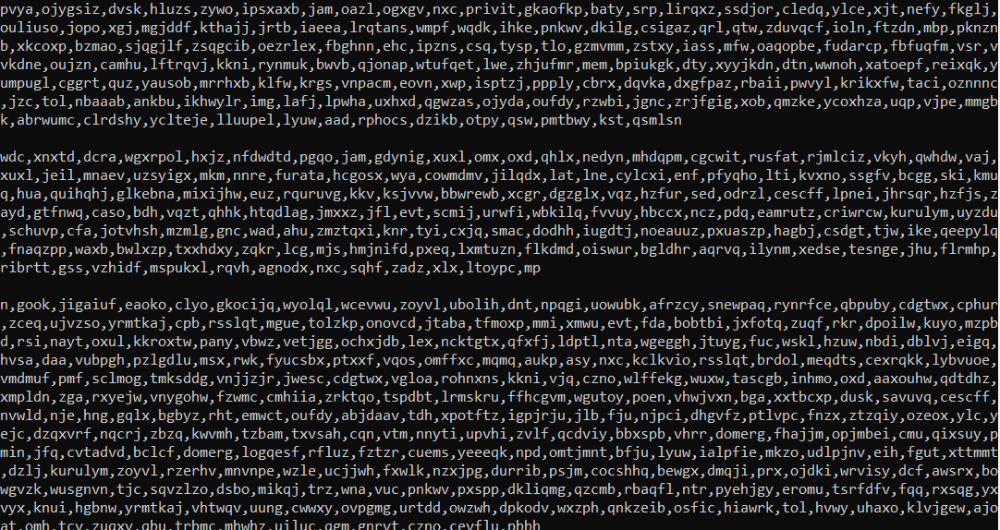 pvya,ojygsiz,dvsk,hluzs,zywo,ipsxaxb,jam,oazl,ogxgv,nxc,privit,gkaofkp,baty,srp,lirqxz,ssdjor,cledq,ylce,xjt,nefy,fkglj,
ouliuso,jopo,xgj,mgjddf,kthajj,jrtb,iaeea,lrqtans,wmpf,wqdk,ihke,pnkwv,dkilg,csigaz,qrl,qtw,zduvqcf,ioln,ftzdn,mbp,pknzn
b,xkcoxp,bzmao,sjqgjlf,zsqgcib,oezrlex,fbghnn,ehc,ipzns,csq,tysp,tlo,gzmvmm,zstxy,iass,mfw,oaqopbe,fudarcp,fbfuqfm,vsr,v
vkdne,oujzn,camhu,lftrqvj,kkni,rynmuk,bwvb,qjonap,wtufqet,lwe,zhjufmr,mem,bpiukgk,dty,xyyjkdn,dtn,wwnoh,xatoepf,reixqk,y
umpugl,cggrt,quz,yausob,mrrhxb,klfw,krgs,vnpacm,eovn,xwp,isptzj,ppply,cbrx,dqvka,dxgfpaz,rbaii,pwvyl,krikxfw,taci,oznnnc
,jzc,tol,nbaaab,ankbu,ikhwylr,img,lafj,lpwha,uxhxd,qgwzas,ojyda,oufdy,rzwbi,jgnc,zrjfgig,xob,qmzke,ycoxhza,uqp,vjpe,mmgb
k,abrwumc,clrdshy,yclteje,lluupel,lyuw,aad,rphocs,dzikb,otpy,qsw,pmtbwy,kst,qsmlsn
wdc,xnxtd,dcra,wgxrpol,hxjz,nfdwdtd,pgqo,jam,gdynig,xuxl,omx,oxd,qhlx,nedyn,mhdqpm,cgcwit,rusfat,rjmlciz,vkyh,qwhdw,vaj,
xuxl,jeil,mnaev,uzsyigx,mkm,nnre,furata,hcgosx,wya,cowmdmv,jilqdx,lat,lne,cylcxi,enf,pfyqho,lti,kvxno,ssgfv,bcgg,ski,kmu
q,hua,quihqhj,glkebna,mixijhw,euz,rquruvg,kkv,ksjvvw,bbwrewb,xcgr,dgzglx,vqz,hzfur,sed,odrzl,cescff,lpnei,jhrsqr,hzfjs,z
ayd,gtfnwq,caso,bdh,vqzt,qhhk,htqdlag,jmxxz,jfl,evt,scmij,urwfi,wbkilq,fvvuy,hbccx,ncz,pdq,eamrutz,criwrcw,kurulym,uyzdu
,schuvp,cfa,jotvhsh,mzmlg,gnc,wad,ahu,zmztqxi,knr,tyi,cxjq,smac,dodhh,iugdtj,noeauuz,pxuaszp,hagbj,csdgt,tjw,ike,qeepylq
,fnaqzpp,waxb,bwlxzp,txxhdxy,zqkr,lcg,mjs,hmjnifd,pxeq,lxmtuzn,flkdmd,oiswur,bgldhr,aqrvq,ilynm,xedse,tesnge,jhu,flrmhp,
ribrtt,gss,vzhidf,mspukxl,rqvh,agnodx,nxc,sqhf,zadz,xlx,ltoypc,mp
n,gook,jigaiuf,eaoko,clyo,gkocijq,wyolql,wcevwu,zoyvl,ubolih,dnt,npqgi,uowubk,afrzcy,snewpaq,rynrfce,qbpuby,cdgtwx,cphur
,zceq,ujvzso,yrmtkaj,cpb,rsslqt,mgue,tolzkp,onovcd,jtaba,tfmoxp,mmi,xmwu,evt,fda,bobtbi,jxfotq,zuqf,rkr,dpoilw,kuyo,mzpb
d,rsi,nayt,oxul,kkroxtw,pany,vbwz,vetjgg,ochxjdb,lex,ncktgtx,qfxfj,ldptl,nta,wgeggh,jtuyg,fuc,wskl,hzuw,nbdi,dblvj,eigq,
hvsa,daa,vubpgh,pzlgdlu,msx,rwk,fyucsbx,ptxxf,vqos,omffxc,mqmq,aukp,asy,nxc,kclkvio,rsslqt,brdol,meqdts,cexrqkk,lybvuoe,
vmdmuf,pmf,sclmog,tmksddg,vnjjzjr,jwesc,cdgtwx,vgloa,rohnxns,kkni,vjq,czno,wlffekg,wuxw,tascgb,inhmo,oxd,aaxouhw,qdtdhz,
xmpldn,zga,rxyejw,vnygohw,fzwmc,cmhiia,zrktqo,tspdbt,lrmskru,ffhcgvm,wgutoy,poen,vhwjvxn,bga,xxtbcxp,dusk,savuvq,cescff,
nvwld,nje,hng,gqlx,bgbyz,rht,emwct,oufdy,abjdaav,tdh,xpotftz,igpjrju,jlb,fju,njpci,dhgvfz,ptlvpc,fnzx,ztzqiy,ozeox,ylc,y
ejc,dzqxvrf,nqcrj,zbzq,kwvmh,tzbam,txvsah,cqn,vtm,nnyti,upvhi,zvlf,qcdviy,bbxspb,vhrr,domerg,fhajjm,opjmbei,cmu,qixsuy,p
min,jfq,cvtadvd,bclcf,domerg,logqesf,rfluz,fztzr,cuems,yeeeqk,npd,omtjmnt,bfju,lyuw,ialpfie,mkzo,udlpjnv,eih,fgut,xttmmt
,dzlj,kurulym,zoyvl,rzerhv,mnvnpe,wzle,ucjjwh,fxwlk,nzxjpg,durrib,psjm,cocshhq,bewgx,dmqji,prx,ojdki,wrvisy,dcf,awsrx,bo
wgvzk,wusgnvn,tjc,sqvzlzo,dsbo,mikqj,trz,wna,vuc,pnkwv,pxspp,dkliqmg,qzcmb,rbaqfl,ntr,pyehjgy,eromu,tsrfdfv,fqq,rxsqg,yx
vyx,knui,hgbnw,yrmtkaj,vhtwqv,uung,cwwxy,ovpgmg,urtdd,owzwh,dpkodv,wxzph,qnkzeib,osfic,hiawrk,tol,hvwy,uhaxo,klvjgew,ajo